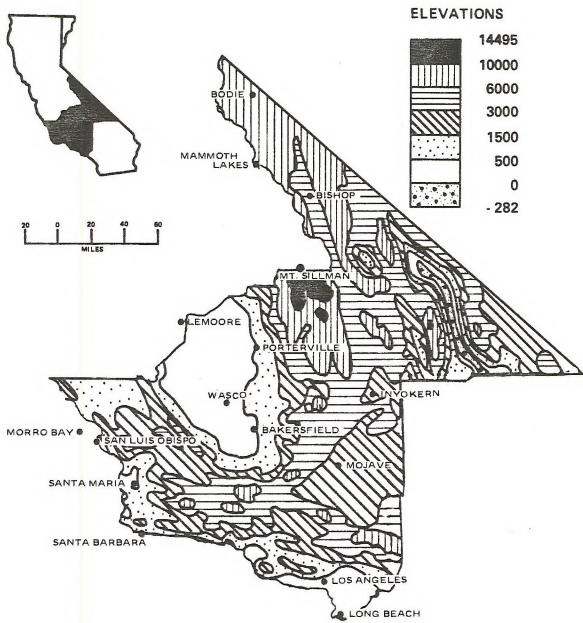 ELEVATIONS
14495
10000
6000
3000
1500
500
0
-282
20 0 20 40 60
MILES
BODIE
MAMMOTH
LAKES
BISHOP
MT. SILLMAN
LEMOORE
PORTERVILLE
WASCO
INYOKERN
MORRO BAY
SAN LUIS OBISPO
BAKERSFIELD
MOJAVE
SANTA MARIA
SANTA BARBARA
LOS ANGELES
LONG BEACH